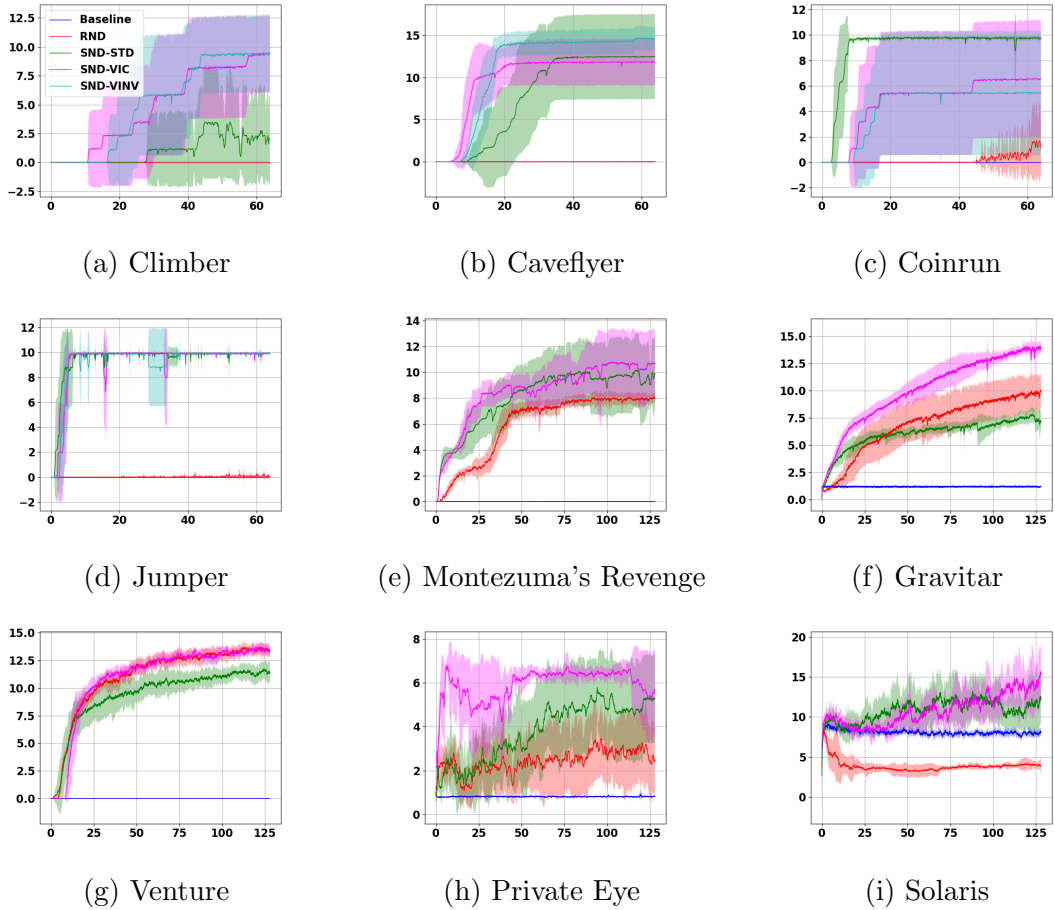 12.5
10.0
7.5
5.0
2.5
0.0
−2.5
0 20 40 60
Baseline
RND
SND-STD
SND-VIC
SND-VINV
(a) Climber
15
10
5
0
0 20 40 60
(b) Caveflyer
12
10
8
6
4
2
0
−2
0 20 40 60
(c) Coinrun
12
10
8
6
4
2
0
−2
0 20 40 60
(d) Jumper
14
12
10
8
6
4
2
0
0 25 50 75 100 125
(e) Montezuma's Revenge
15.0
12.5
10.0
7.5
5.0
2.5
0.0
0 25 50 75 100 125
(f) Gravitar
15.0
12.5
10.0
7.5
5.0
2.5
0.0
0 25 50 75 100 125
(g) Venture
8
6
4
2
0
0 25 50 75 100 125
(h) Private Eye
20
15
10
5
0
0 25 50 75 100 125
(i) Solaris